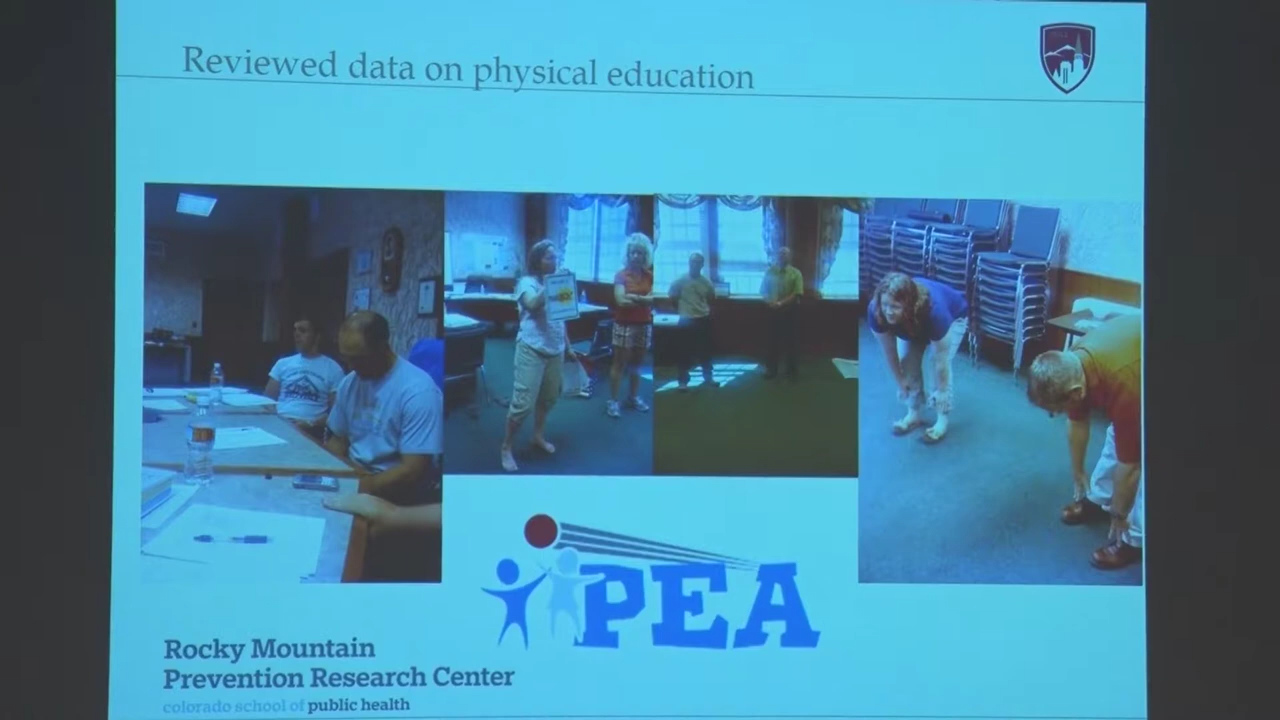 Reviewed data on physical education
PEA
Rocky Mountain
Prevention Research Center
colorado school of public health